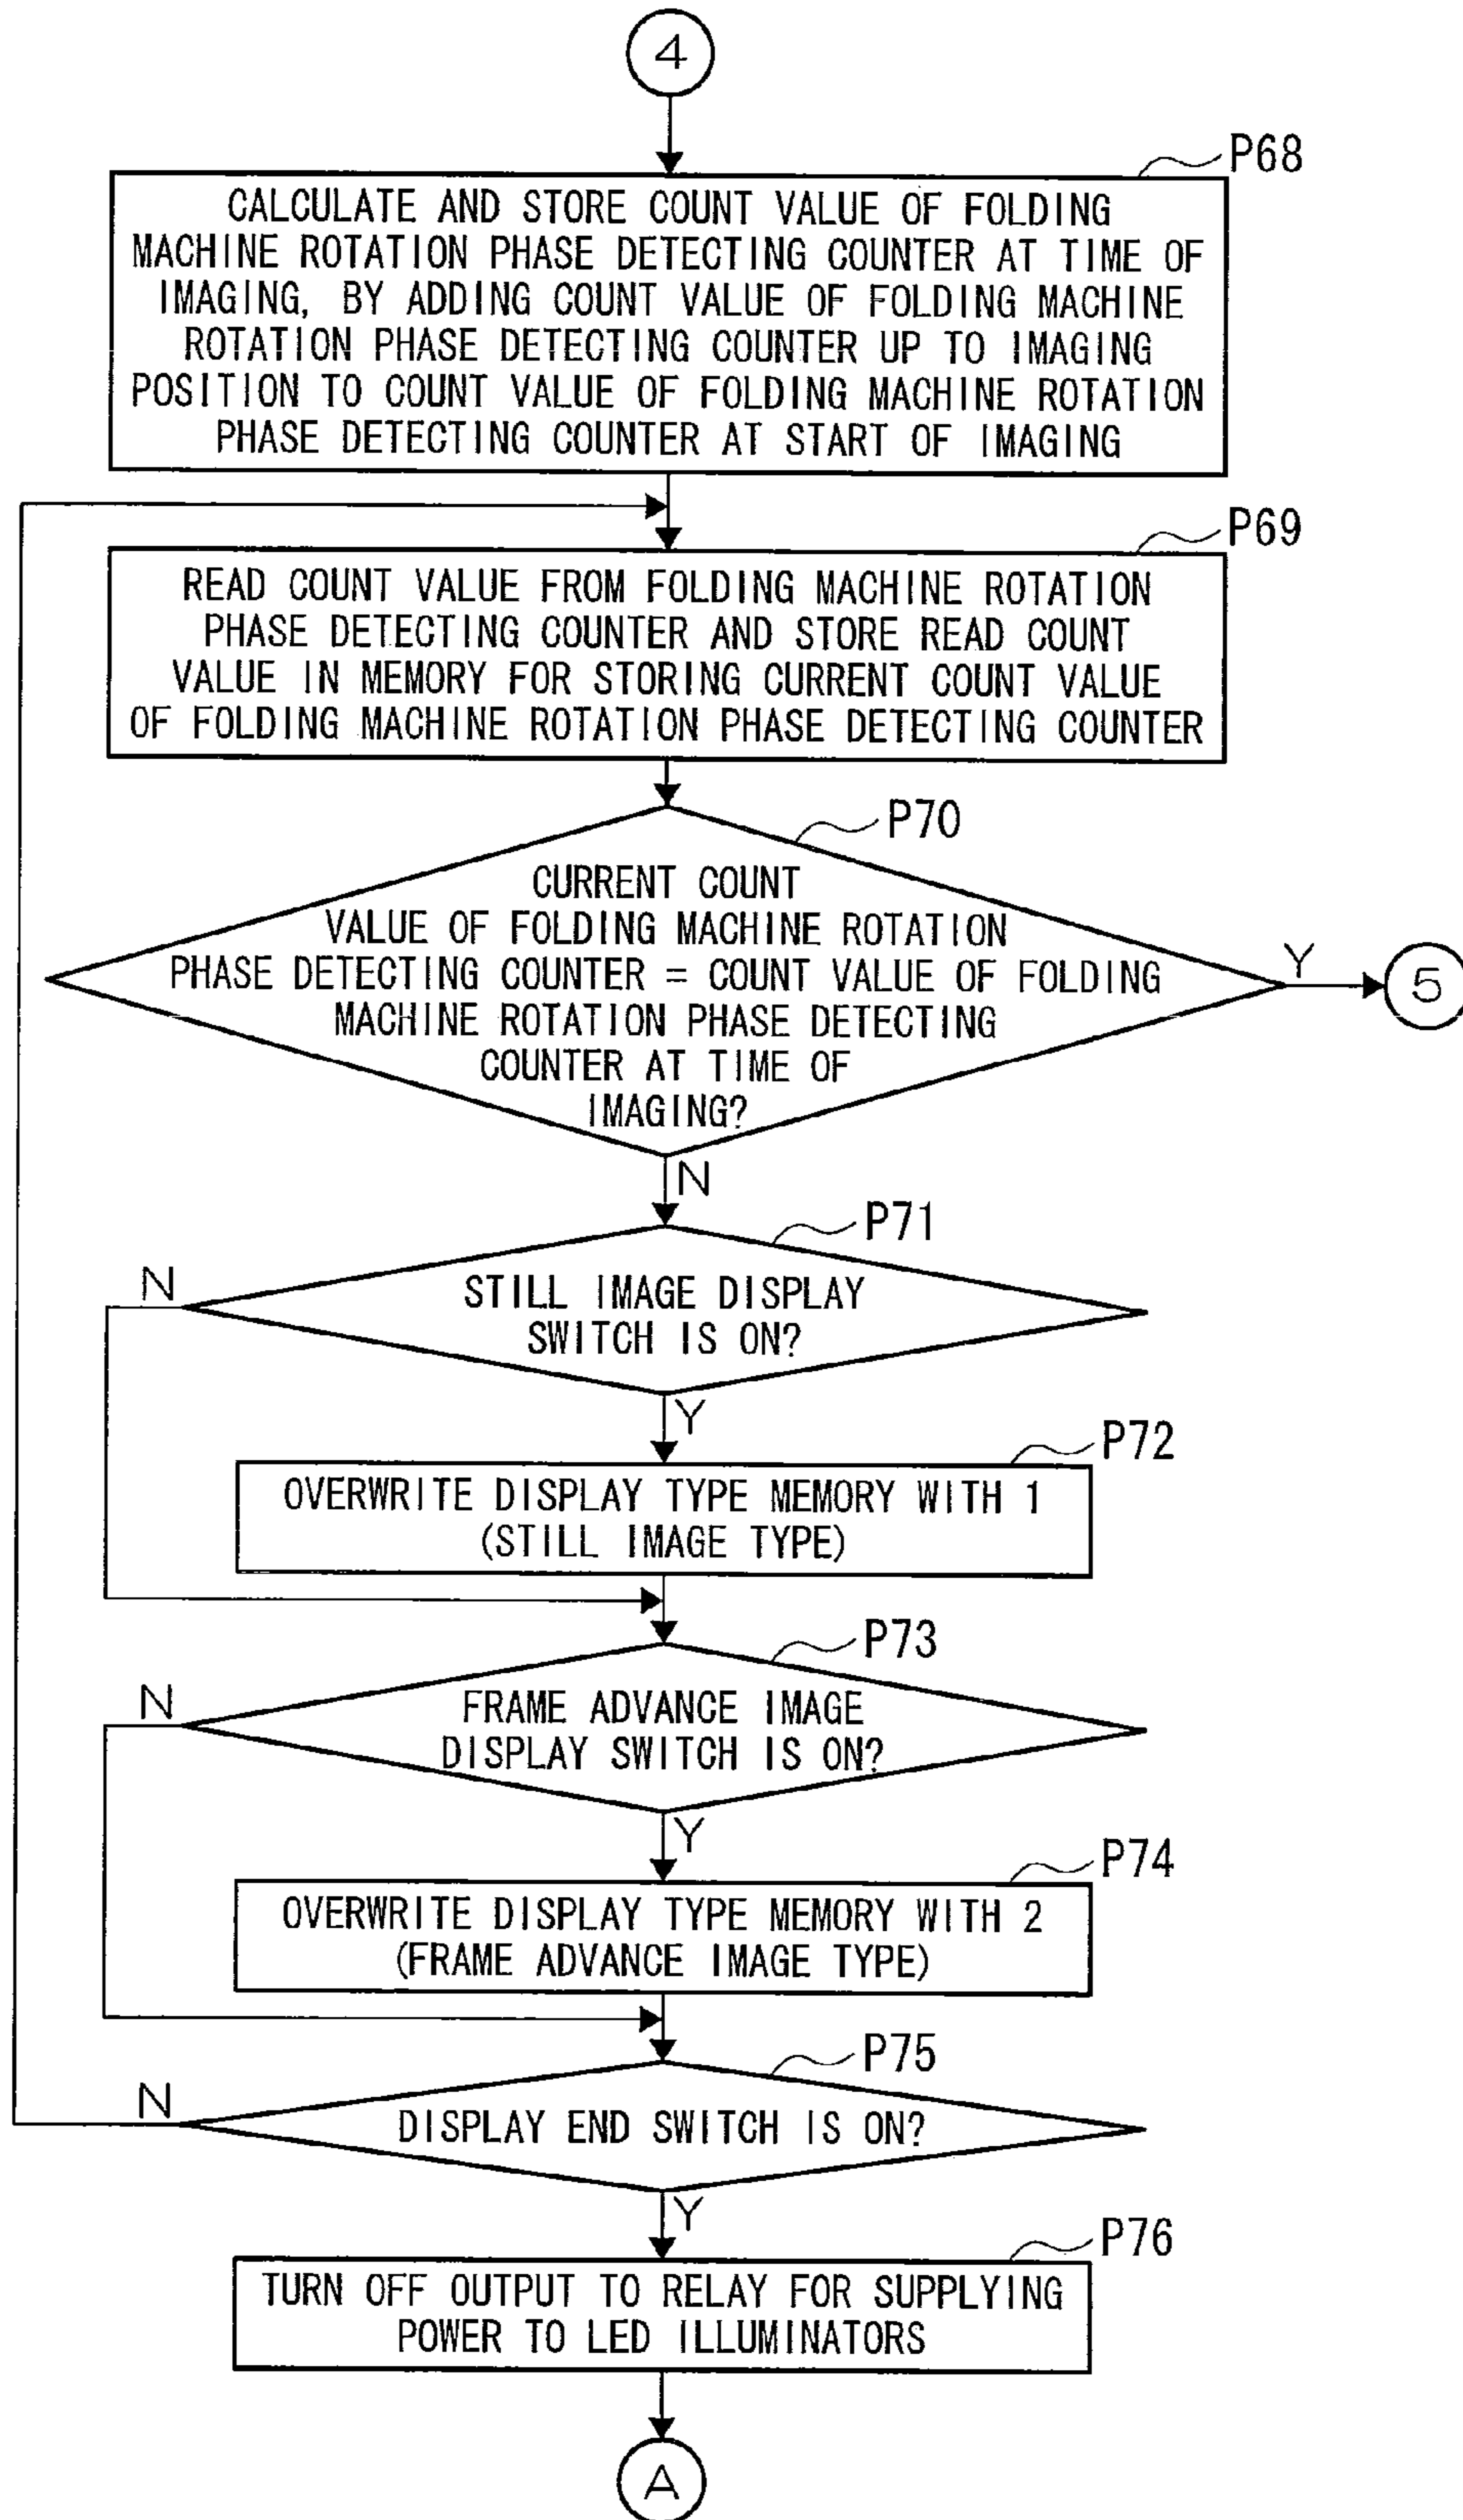 4
P68
CALCULATE AND STORE COUNT VALUE OF FOLDING
MACHINE ROTATION PHASE DETECTING COUNTER AT TIME OF
IMAGING, BY ADDING COUNT VALUE OF FOLDING MACHINE
ROTATION PHASE DETECTING COUNTER UP TO IMAGING
POSITION TO COUNT VALUE OF FOLDING MACHINE ROTATION
PHASE DETECTING COUNTER AT START OF IMAGING
P69
READ COUNT VALUE FROM FOLDING MACHINE ROTATION
PHASE DETECTING COUNTER AND STORE READ COUNT
VALUE IN MEMORY FOR STORING CURRENT COUNT VALUE
OF FOLDING MACHINE ROTATION PHASE DETECTING COUNTER
P70
CURRENT COUNT
VALUE OF FOLDING MACHINE ROTATION
PHASE DETECTING COUNTER = COUNT VALUE OF FOLDING
MACHINE ROTATION PHASE DETECTING
COUNTER AT TIME OF
IMAGING?
Y
5
N
P71
N
STILL IMAGE DISPLAY
SWITCH IS ON?
Y
P72
OVERWRITE DISPLAY TYPE MEMORY WITH 1
(STILL IMAGE TYPE)
P73
N
FRAME ADVANCE IMAGE
DISPLAY SWITCH IS ON?
Y
P74
OVERWRITE DISPLAY TYPE MEMORY WITH 2
(FRAME ADVANCE IMAGE TYPE)
P75
N
DISPLAY END SWITCH IS ON?
Y
P76
TURN OFF OUTPUT TO RELAY FOR SUPPLYING
POWER TO LED ILLUMINATORS
A